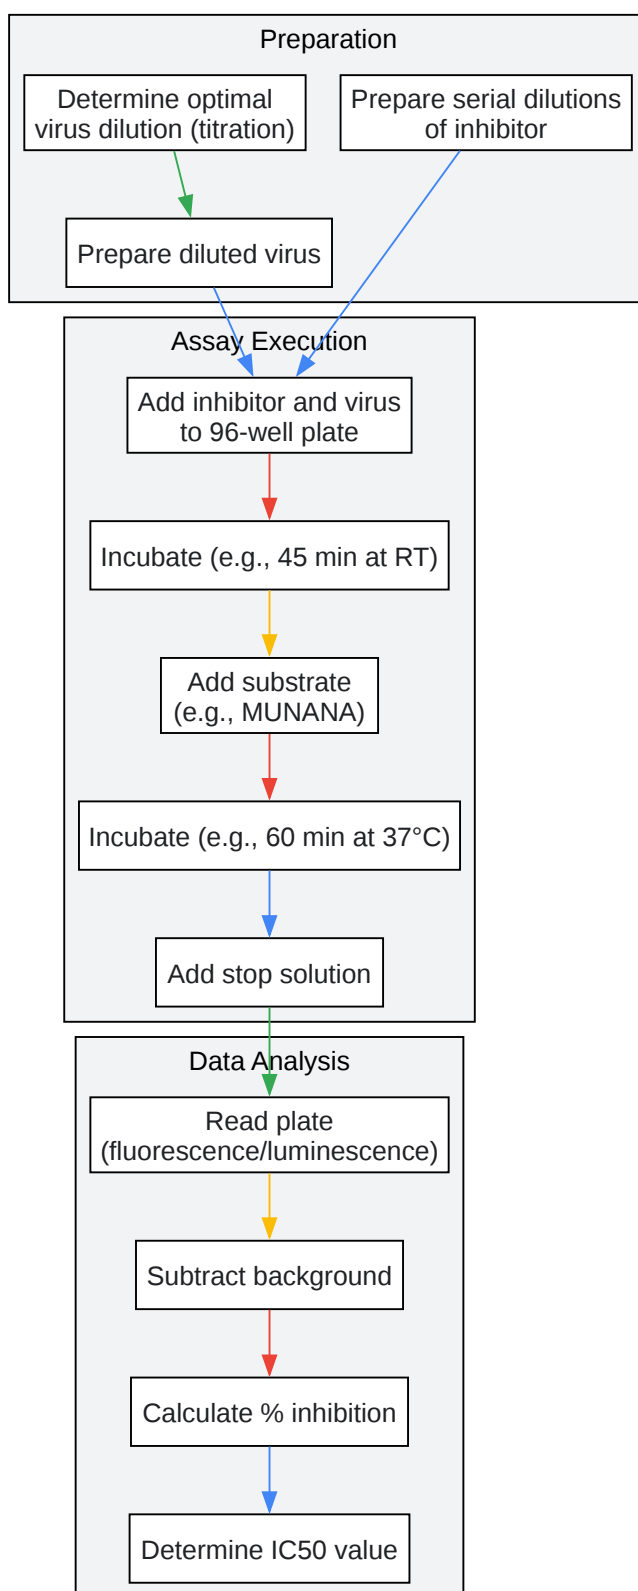 Preparation
Determine optimal
virus dilution (titration)
Prepare serial dilutions
of inhibitor
Prepare diluted virus
Assay Execution
Add inhibitor and virus
to 96-well plate
Incubate (e.g., 45 min at RT)
Add substrate
(e.g., MUNANA)
Incubate (e.g., 60 min at 37°C)
Add stop solution
Data Analysis
Read plate
(fluorescence/luminescence)
Subtract background
Calculate % inhibition
Determine IC50 value